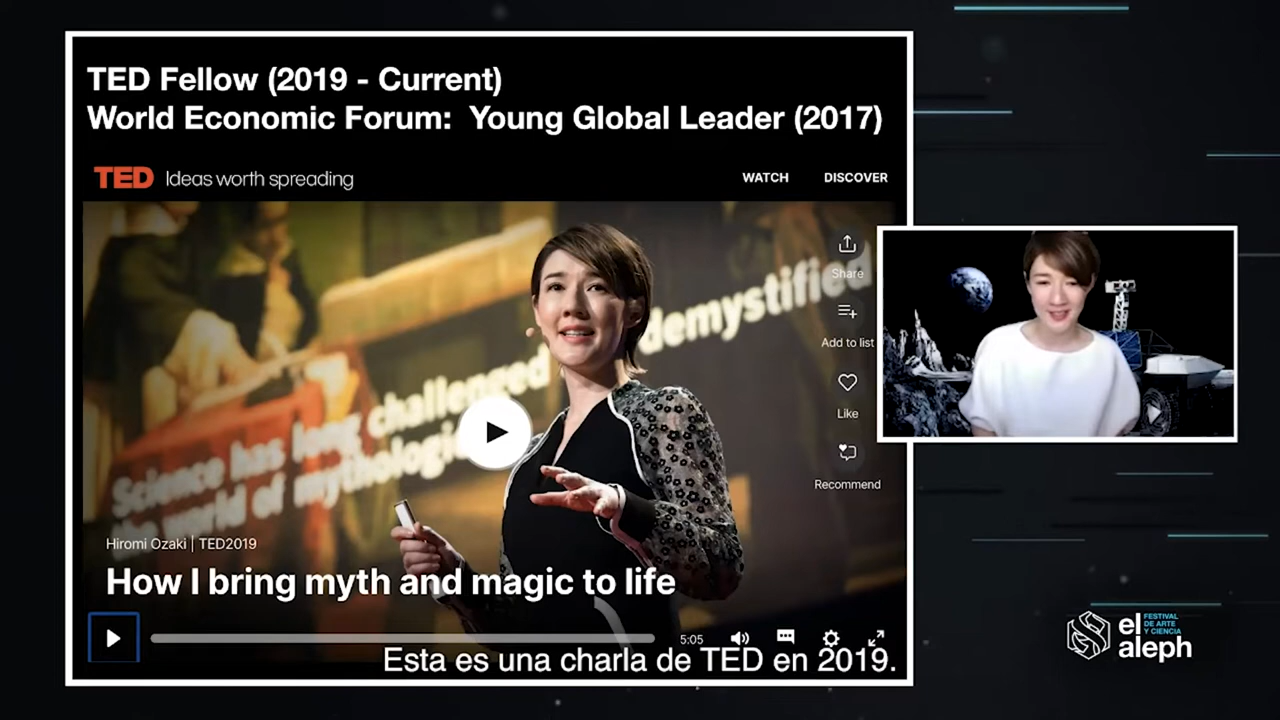 TED Fellow (2019 - Current)
World Economic Forum: Young Global Leader (2017)
TED Ideas worth spreading
WATCH DISCOVER
Share
Add to list
Like
Recommend
Science has long challenged
the world of mythologi
demystified
Hiromi Ozaki | TED2019
How I bring myth and magic to life
5:05
Esta es una charla de TED en 2019.
el aleph
FESTIVAL
DE ARTE
Y CIENCIA